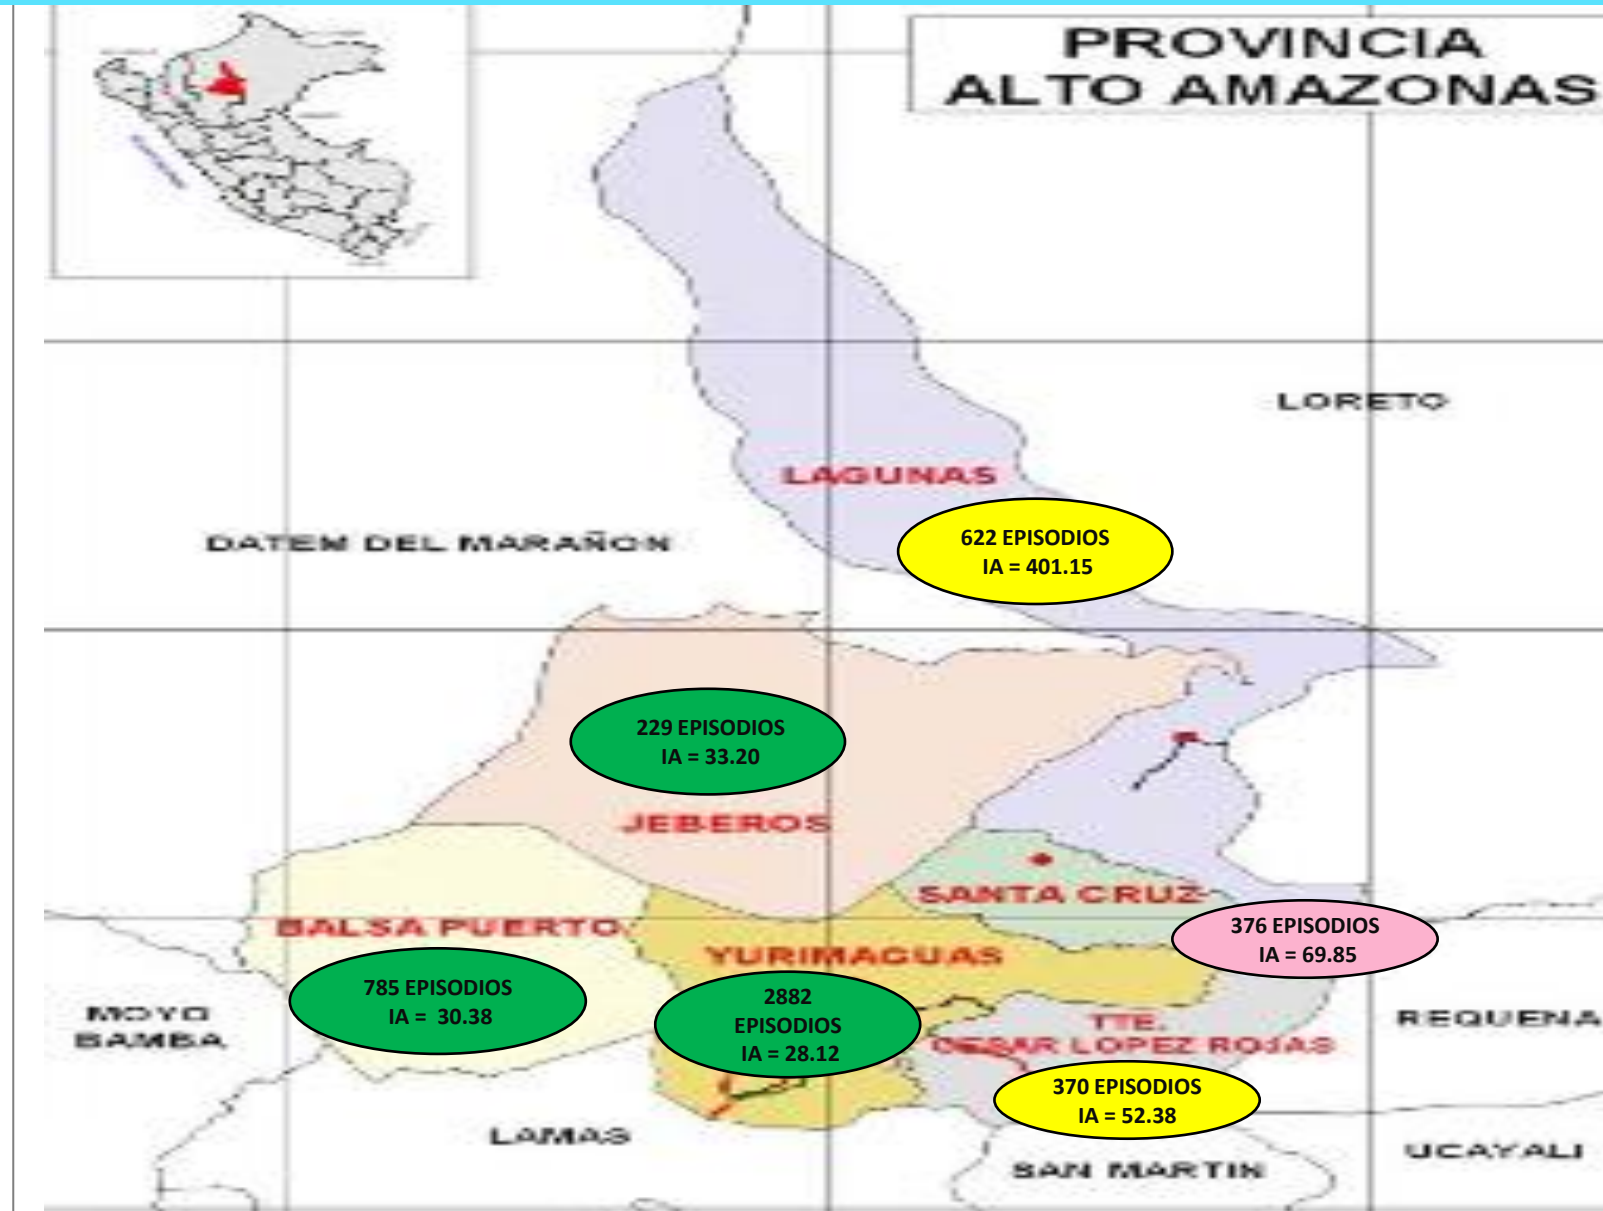 PROVINCIA
ALTO AMAZONAS
LORETO
LAGUNAS
622 EPISODIOS
IA = 401.15
DATEM DEL MARAÑON
229 EPISODIOS
IA = 33.20
JEBEROS
SANTA CRUZ
376 EPISODIOS
IA = 69.85
BALSA PUERTO
YURIMAGUAS
785 EPISODIOS
IA = 30.38
2882
EPISODIOS
IA = 28.12
MOYO
BAMBA
TTE.
CESAR LOPEZ ROJAS
REQUENA
370 EPISODIOS
IA = 52.38
LAMAS
SAN MARTIN
UCAYALI